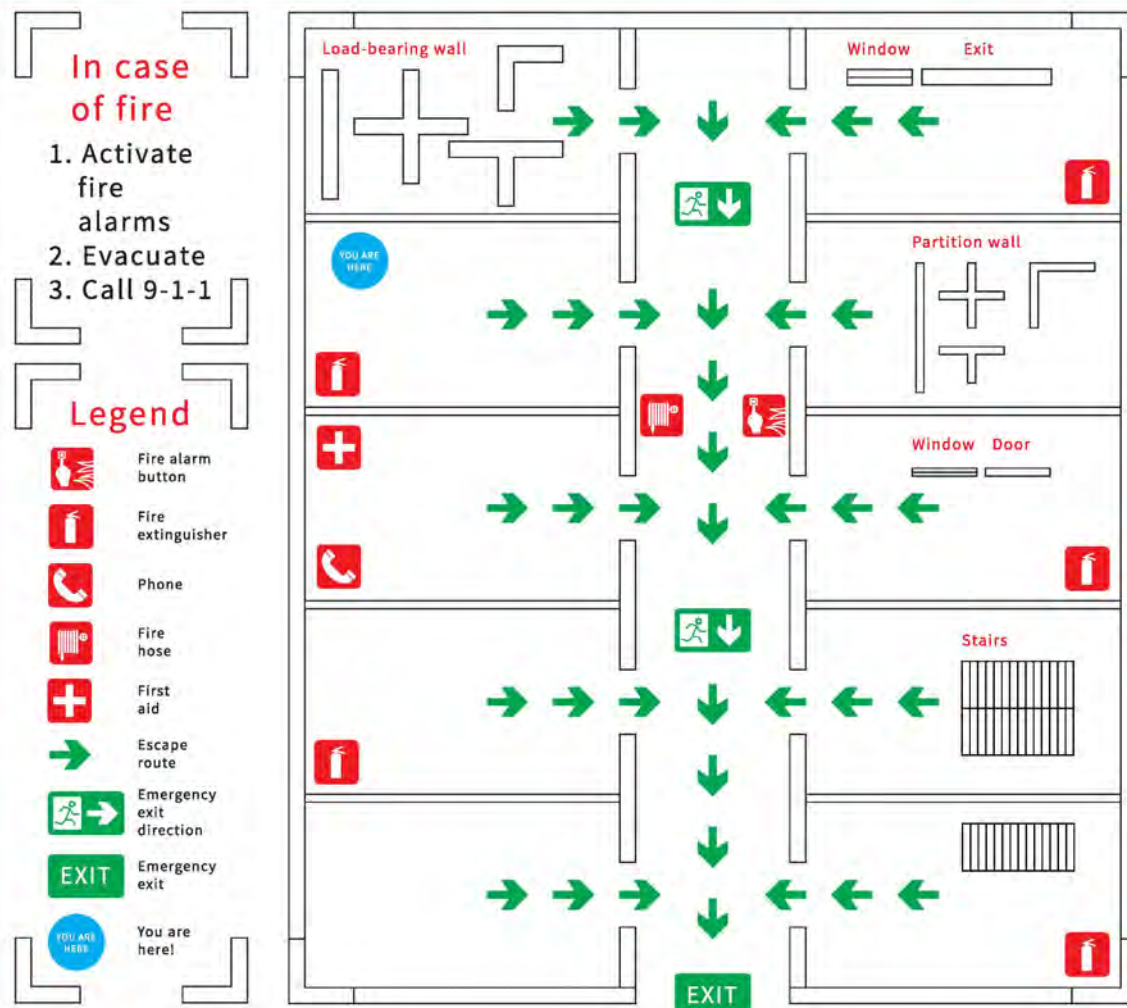 In case
of fire
1. Activate
fire
alarms
2. Evacuate
3. Call 9-1-1
Legend
Fire alarm
button
Fire
extinguisher
Phone
Fire
hose
First
aid
Escape
route
Emergency
exit
direction
EXIT
Emergency
exit
YOU ARE
HERE
You are
here!
Load-bearing wall
Window
Exit
YOU ARE
HERE
Partition wall
Window
Door
Stairs
EXIT